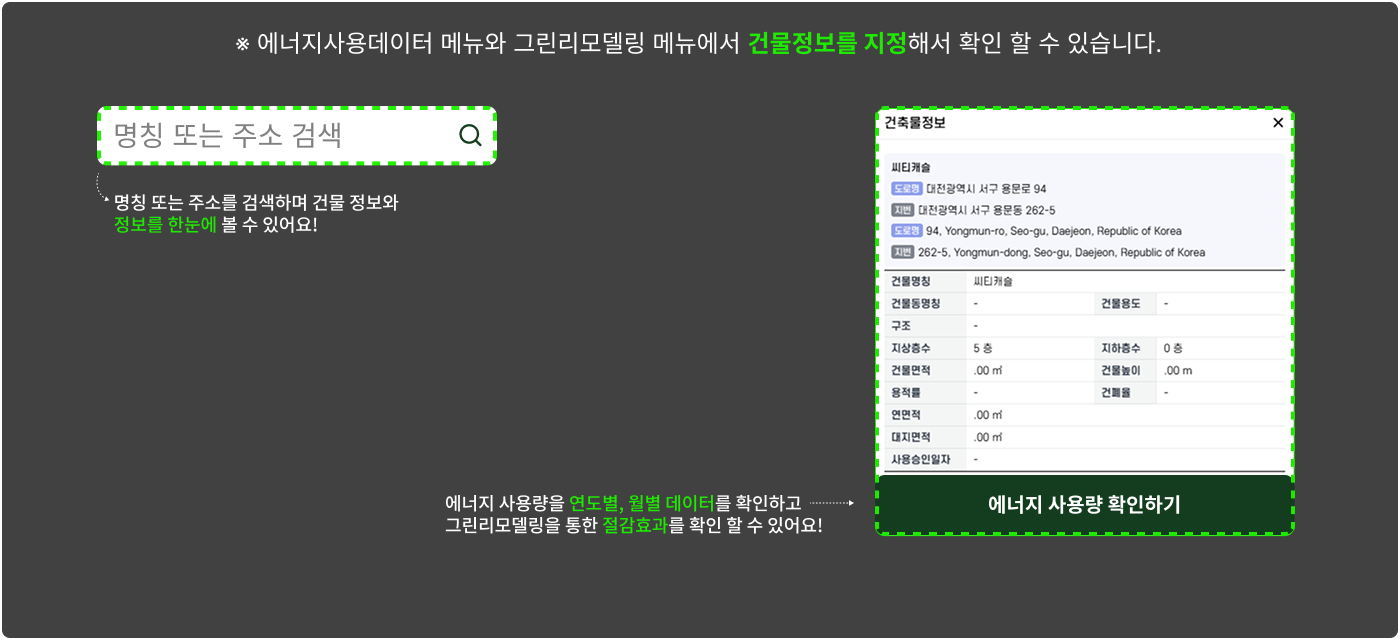 ※ 에너지사용데이터 메뉴와 그린리모델링 메뉴에서 건물정보를 지정해서 확인 할 수 있습니다.
명칭 또는 주소 검색
명칭 또는 주소를 검색하며 건물 정보와
정보를 한눈에 볼 수 있어요!
건축물정보 ×
씨티캐슬
도로명 대전광역시 서구 용문로 94
지번 대전광역시 서구 용문동 262-5
도로명 94, Yongmun-ro, Seo-gu, Daejeon, Republic of Korea
지번 262-5, Yongmun-dong, Seo-gu, Daejeon, Republic of Korea
건물명칭 씨티캐슬
건물동명칭 - 건물용도 -
구조 -
지상층수 5 층 지하층수 0 층
건물면적 .00 ㎡ 건물높이 .00 m
용적률 - 건폐율 -
연면적 .00 ㎡
대지면적 .00 ㎡
사용승인일자 -
에너지 사용량을 연도별, 월별 데이터를 확인하고
그린리모델링을 통한 절감효과를 확인 할 수 있어요!
에너지 사용량 확인하기